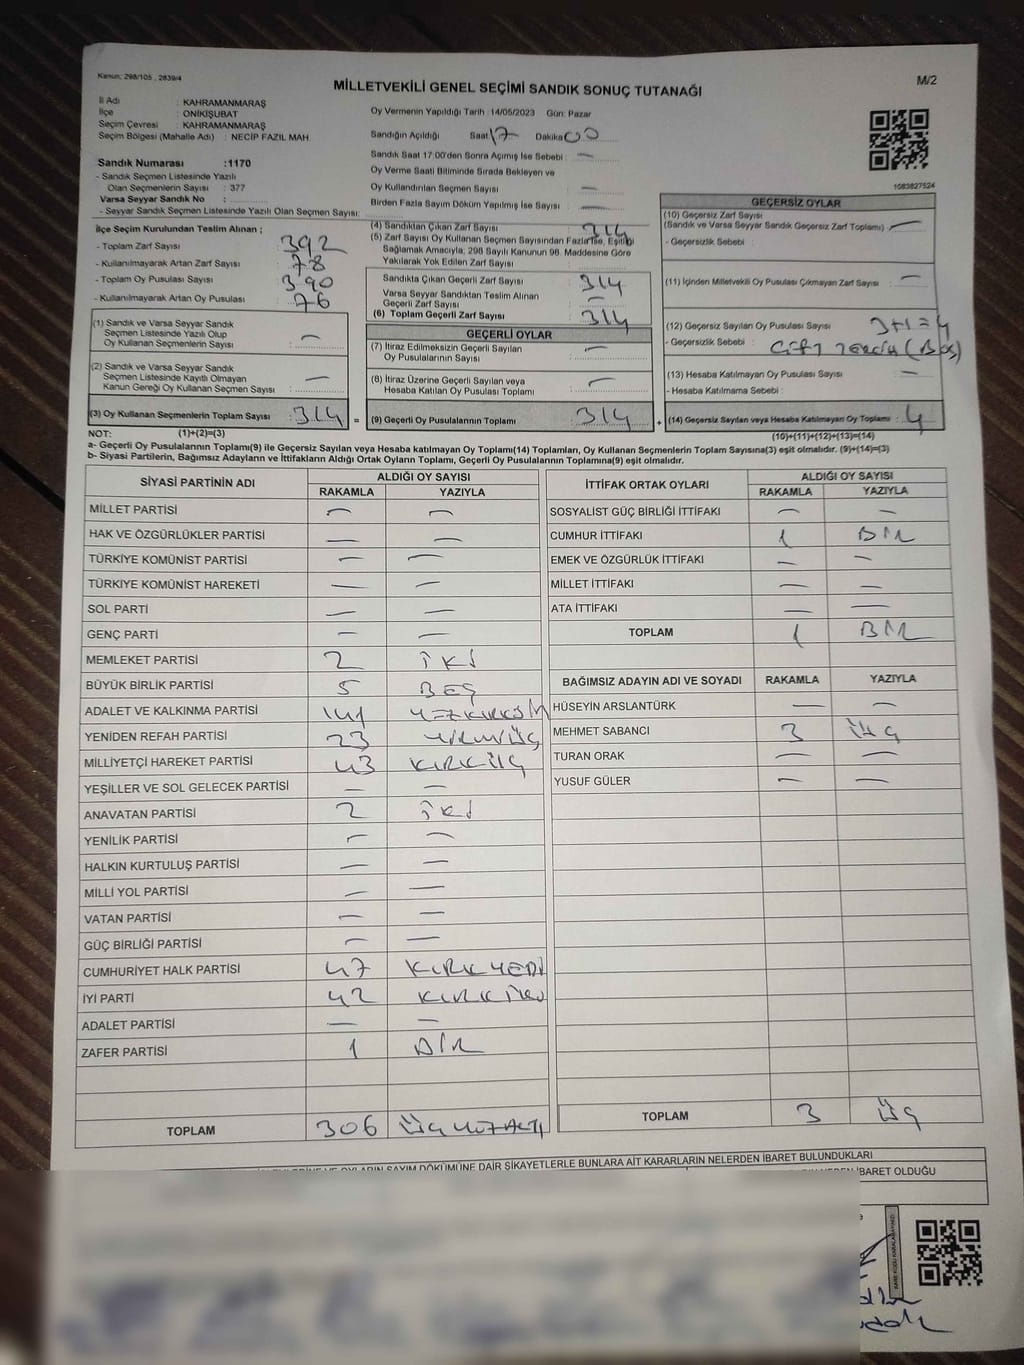 Kanun; 298/105 , 2839/4
M/2
MİLLETVEKİLİ GENEL SEÇİMİ SANDIK SONUÇ TUTANAĞI
İl Adı : KAHRAMANMARAŞ
İlçe : ONİKİŞUBAT
Seçim Çevresi : KAHRAMANMARAŞ
Seçim Bölgesi (Mahalle Adı) : NECİP FAZIL MAH
Sandık Numarası :1170
- Sandık Seçmen Listesinde Yazılı
Olan Seçmenlerin Sayısı : 377
Varsa Seyyar Sandık No :
- Seyyar Sandık Seçmen Listesinde Yazılı Olan Seçmen Sayısı:
Oy Vermenin Yapıldığı Tarih :14/05/2023 Gün: Pazar
Sandığın Açıldığı Saat 17 Dakika 00
Sandık Saat 17.00'den Sonra Açımış İse Sebebi : —
Oy Verme Saati Bitiminde Sırada Bekleyen ve
Oy Kullandırılan Seçmen Sayısı : —
Birden Fazla Sayım Döküm Yapılmış İse Sayısı : —
1083827524
İlçe Seçim Kurulundan Teslim Alınan ;
- Toplam Zarf Sayısı : 392
- Kullanılmayarak Artan Zarf Sayısı : 78
- Toplam Oy Pusulası Sayısı : 390
- Kullanılmayarak Artan Oy Pusulası : 76
(1) Sandık ve Varsa Seyyar Sandık
Seçmen Listesinde Yazılı Olup
Oy Kullanan Seçmenlerin Sayısı : —
(2) Sandık ve Varsa Seyyar Sandık
Seçmen Listesinde Kayıtlı Olmayan
Kanun Gereği Oy Kullanan Seçmen Sayısı : —
(3) Oy Kullanan Seçmenlerin Toplam Sayısı : 314
(4) Sandıktan Çıkan Zarf Sayısı : 314
(5) Zarf Sayısı Oy Kullanan Seçmen Sayısından Fazla İse, Eşitliği
Sağlamak Amacıyla, 298 Sayılı Kanunun 98. Maddesine Göre
Yakılarak Yok Edilen Zarf Sayısı :
Sandıkta Çıkan Geçerli Zarf Sayısı : 314
Varsa Seyyar Sandıktan Teslim Alınan
Geçerli Zarf Sayısı : —
(6) Toplam Geçerli Zarf Sayısı : 314
GEÇERLİ OYLAR
(7) İtiraz Edilmeksizin Geçerli Sayılan
Oy Pusulalarının Sayısı : —
(8) İtiraz Üzerine Geçerli Sayılan veya
Hesaba Katılan Oy Pusulası Toplamı : —
= (9) Geçerli Oy Pusulalarının Toplamı : 314
GEÇERSİZ OYLAR
(10) Geçersiz Zarf Sayısı
(Sandık ve Varsa Seyyar Sandık Geçersiz Zarf Toplamı) : —
- Geçersizlik Sebebi :
(11) İçinden Milletvekili Oy Pusulası Çıkmayan Zarf Sayısı : —
(12) Geçersiz Sayılan Oy Pusulası Sayısı : 3+1=4
- Geçersizlik Sebebi : Çift tercih (Boş)
(13) Hesaba Katılmayan Oy Pusulası Sayısı : —
- Hesaba Katılmama Sebebi :
+ (14) Geçersiz Sayılan veya Hesaba Katılmayan Oy Toplamı : 4
NOT: (1)+(2)=(3) (10)+(11)+(12)+(13)=(14)
a- Geçerli Oy Pusulalarının Toplamı(9) ile Geçersiz Sayılan veya Hesaba katılmayan Oy Toplamı(14) Toplamları, Oy Kullanan Seçmenlerin Toplam Sayısına(3) eşit olmalıdır. (9)+(14)=(3)
b- Siyasi Partilerin, Bağımsız Adayların ve İttifakların Aldığı Ortak Oyların Toplamı, Geçerli Oy Pusulalarının Toplamına(9) eşit olmalıdır.
SİYASİ PARTİNİN ADI ALDIĞI OY SAYISI
RAKAMLA YAZIYLA
MİLLET PARTİSİ — —
HAK VE ÖZGÜRLÜKLER PARTİSİ — —
TÜRKİYE KOMÜNİST PARTİSİ — —
TÜRKİYE KOMÜNİST HAREKETİ — —
SOL PARTİ — —
GENÇ PARTİ — —
MEMLEKET PARTİSİ 2 İKİ
BÜYÜK BİRLİK PARTİSİ 5 BEŞ
ADALET VE KALKINMA PARTİSİ 141 YÜZKIRKBİR
YENİDEN REFAH PARTİSİ 23 YİRMİÜÇ
MİLLİYETÇİ HAREKET PARTİSİ 43 KIRKÜÇ
YEŞİLLER VE SOL GELECEK PARTİSİ — —
ANAVATAN PARTİSİ 2 İKİ
YENİLİK PARTİSİ — —
HALKIN KURTULUŞ PARTİSİ — —
MİLLİ YOL PARTİSİ — —
VATAN PARTİSİ — —
GÜÇ BİRLİĞİ PARTİSİ — —
CUMHURİYET HALK PARTİSİ 47 KIRKYEDİ
İYİ PARTİ 42 KIRKİKİ
ADALET PARTİSİ — —
ZAFER PARTİSİ 1 BİR
TOPLAM 306 ÜÇYÜZALTI
İTTİFAK ORTAK OYLARI ALDIĞI OY SAYISI
RAKAMLA YAZIYLA
SOSYALİST GÜÇ BİRLİĞİ İTTİFAKI — —
CUMHUR İTTİFAKI 1 BİR
EMEK VE ÖZGÜRLÜK İTTİFAKI — —
MİLLET İTTİFAKI — —
ATA İTTİFAKI — —
TOPLAM 1 BİR
BAĞIMSIZ ADAYIN ADI VE SOYADI RAKAMLA YAZIYLA
HÜSEYİN ARSLANTÜRK — —
MEHMET SABANCI 3 ÜÇ
TURAN ORAK — —
YUSUF GÜLER — —
TOPLAM 3 ÜÇ
OYLARIN SAYIM DÖKÜMÜNE DAİR ŞİKAYETLERLE BUNLARA AİT KARARLARIN NELERDEN İBARET BULUNDUKLARI
İBARET OLDUĞU